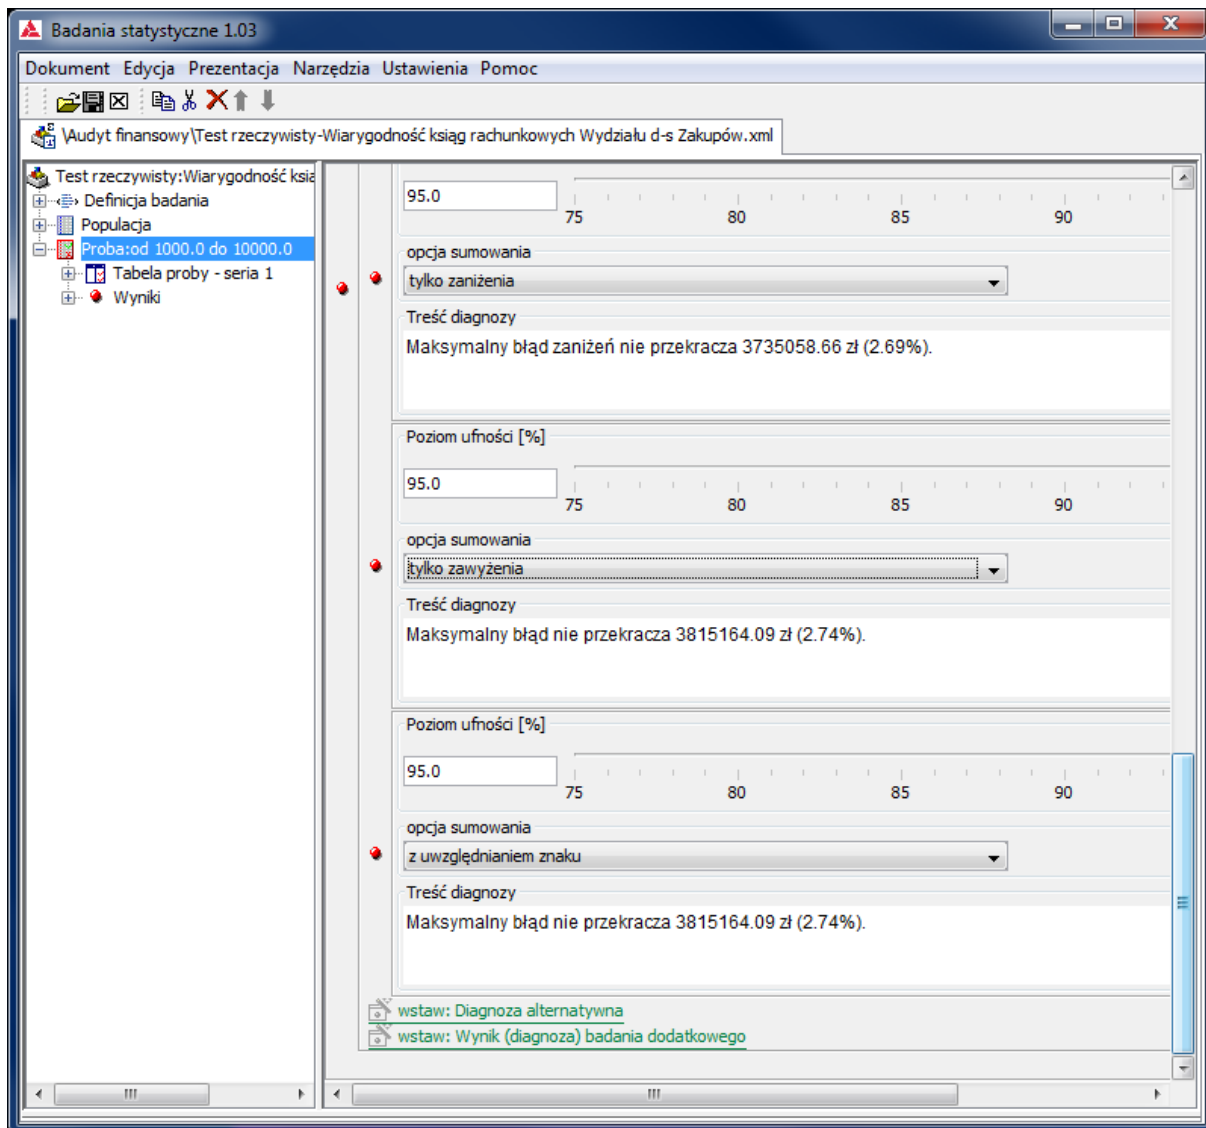 Badania statystyczne 1.03
Dokument Edycja Prezentacja Narzędzia Ustawienia Pomoc
\Audyt finansowy\Test rzeczywisty-Wiarygodność ksiąg rachunkowych Wydziału d-s Zakupów.xml
Test rzeczywisty:Wiarygodność ksią
Definicja badania
Populacja
Proba:od 1000.0 do 10000.0
Tabela proby - seria 1
Wyniki
95.0
75 80 85 90
opcja sumowania
tylko zaniżenia
Treść diagnozy
Maksymalny błąd zaniżeń nie przekracza 3735058.66 zł (2.69%).
Poziom ufności [%]
95.0
75 80 85 90
opcja sumowania
tylko zawyżenia
Treść diagnozy
Maksymalny błąd nie przekracza 3815164.09 zł (2.74%).
Poziom ufności [%]
95.0
75 80 85 90
opcja sumowania
z uwzględnianiem znaku
Treść diagnozy
Maksymalny błąd nie przekracza 3815164.09 zł (2.74%).
wstaw: Diagnoza alternatywna
wstaw: Wynik (diagnoza) badania dodatkowego